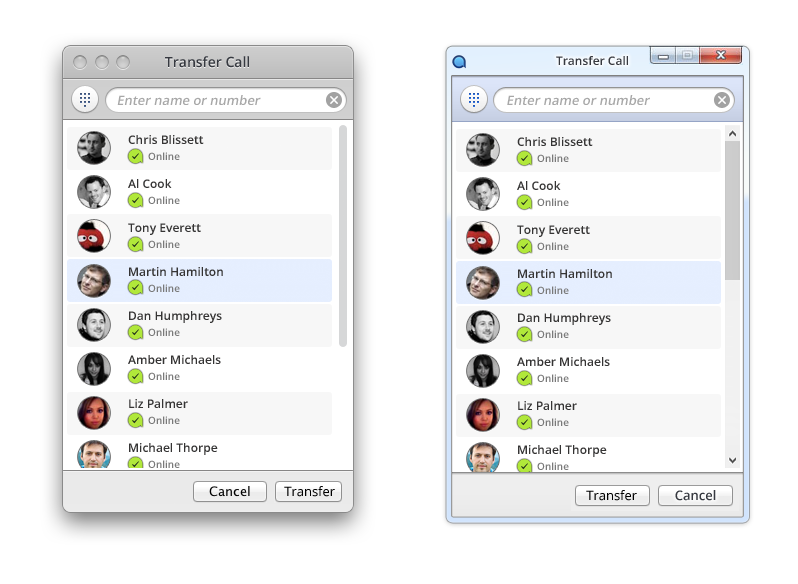 Transfer Call
Enter name or number
Chris Blissett
Online
Al Cook
Online
Tony Everett
Online
Martin Hamilton
Online
Dan Humphreys
Online
Amber Michaels
Online
Liz Palmer
Online
Michael Thorpe
Online
Cancel Transfer
Transfer Call
Enter name or number
Chris Blissett
Online
Al Cook
Online
Tony Everett
Online
Martin Hamilton
Online
Dan Humphreys
Online
Amber Michaels
Online
Liz Palmer
Online
Michael Thorpe
Online
Transfer Cancel